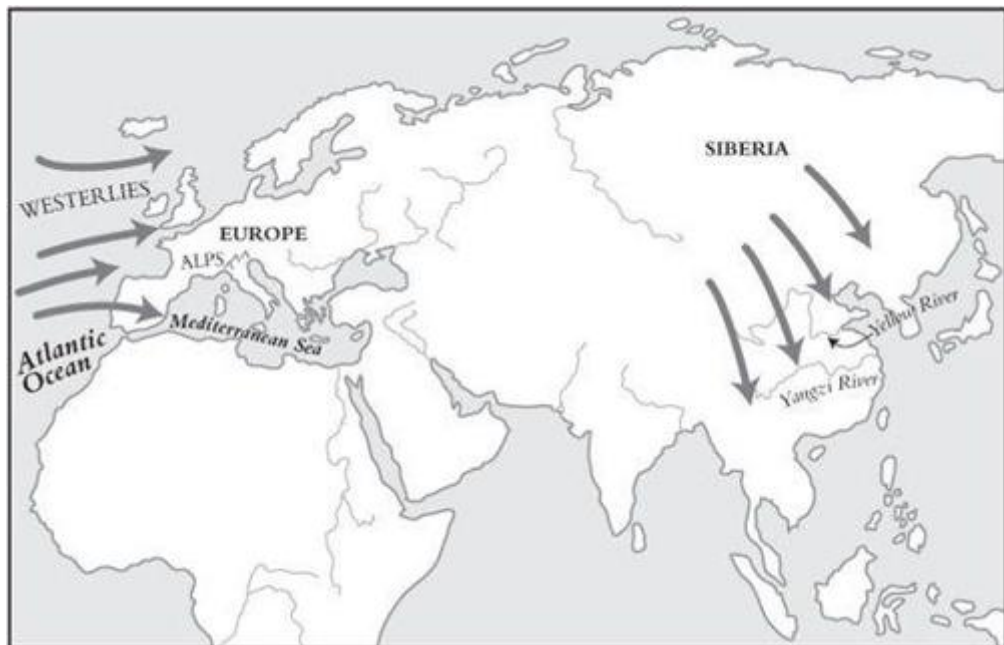 SIBERIA
WESTERLIES
EUROPE
ALPS
Mediterranean Sea
Yellow River
Atlantic
Ocean
Yangzi River